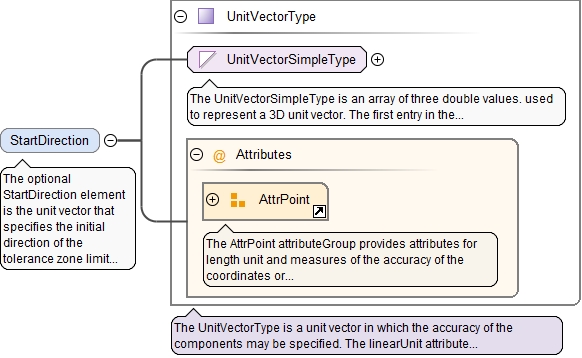 UnitVectorType
UnitVectorSimpleType
The UnitVectorSimpleType is an array of three double values. used
to represent a 3D unit vector. The first entry in the...
StartDirection
The optional
StartDirection element
is the unit vector that
specifies the initial
direction of the
tolerance zone limit...
@ Attributes
AttrPoint
The AttrPoint attributeGroup provides attributes for
length unit and measures of the accuracy of the
coordinates or...
The UnitVectorType is a unit vector in which the accuracy of the
components may be specified. The linearUnit attribute...